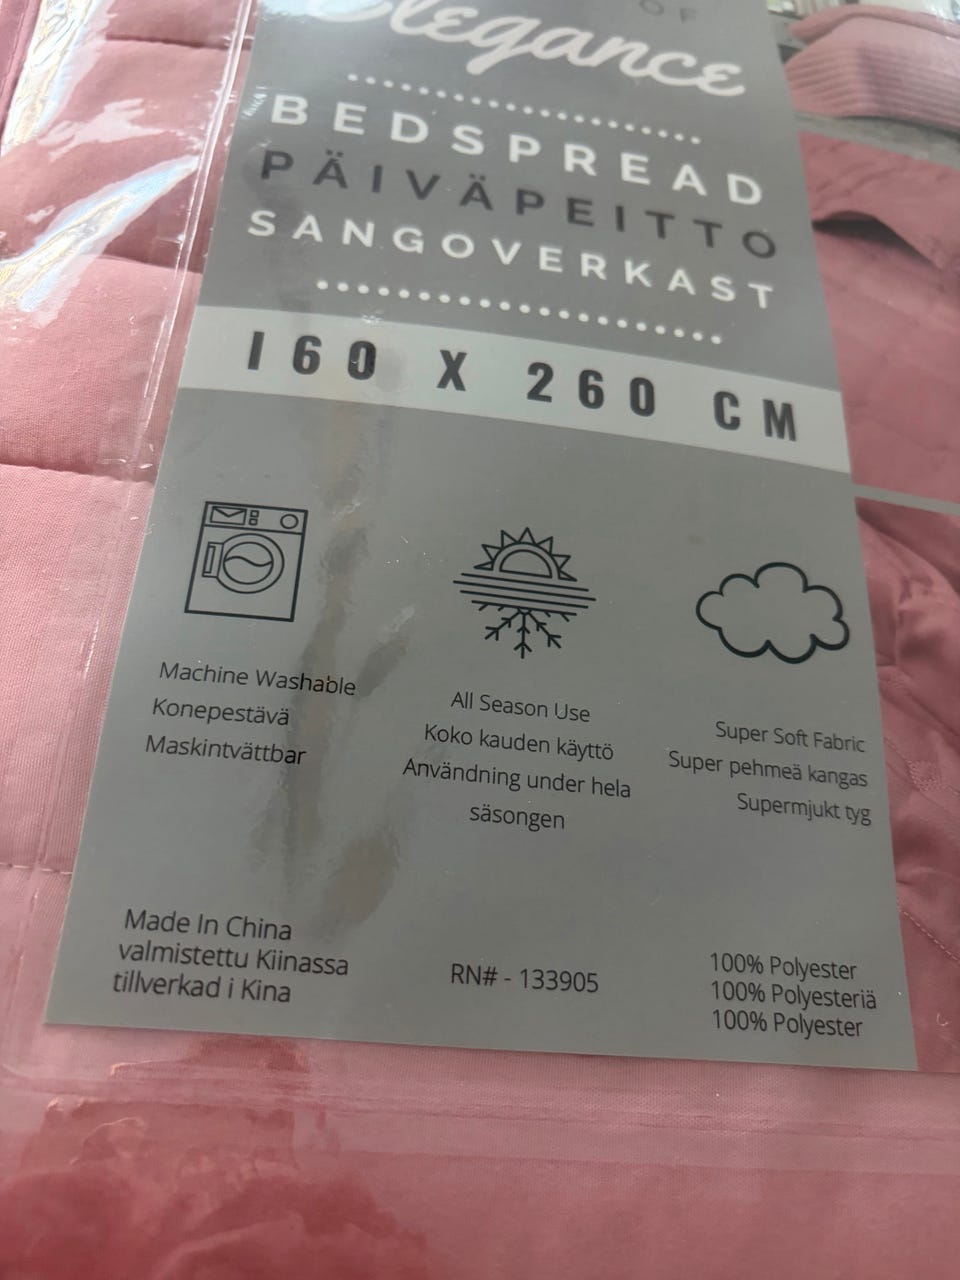 OF
Elegance
BEDSPREAD
PÄIVÄPEITTO
SANGOVERKAST
160 X 260 CM
Machine Washable
Konepestävä
Maskintvättbar
All Season Use
Koko kauden käyttö
Användning under hela
säsongen
Super Soft Fabric
Super pehmeä kangas
Supermjukt tyg
Made In China
valmistettu Kiinassa
tillverkad i Kina
RN# - 133905
100% Polyester
100% Polyesteriä
100% Polyester